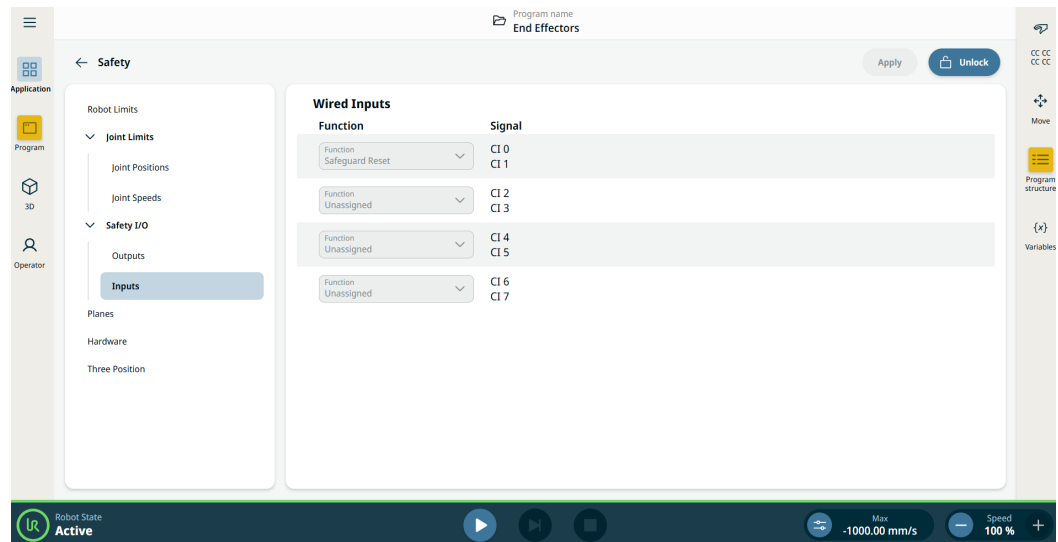 Program name
End Effectors
Application
Program
3D
Operator
Safety
Apply
Unlock
Robot Limits
Joint Limits
Joint Positions
Joint Speeds
Safety I/O
Outputs
Inputs
Planes
Hardware
Three Position
Wired Inputs
Function
Signal
Function
Safeguard Reset
CI 0
CI 1
Function
Unassigned
CI 2
CI 3
Function
Unassigned
CI 4
CI 5
Function
Unassigned
CI 6
CI 7
CC CC
CC CC
Move
Program
structure
{x}
Variables
UR
Robot State
Active
Max
-1000.00 mm/s
Speed
100 %